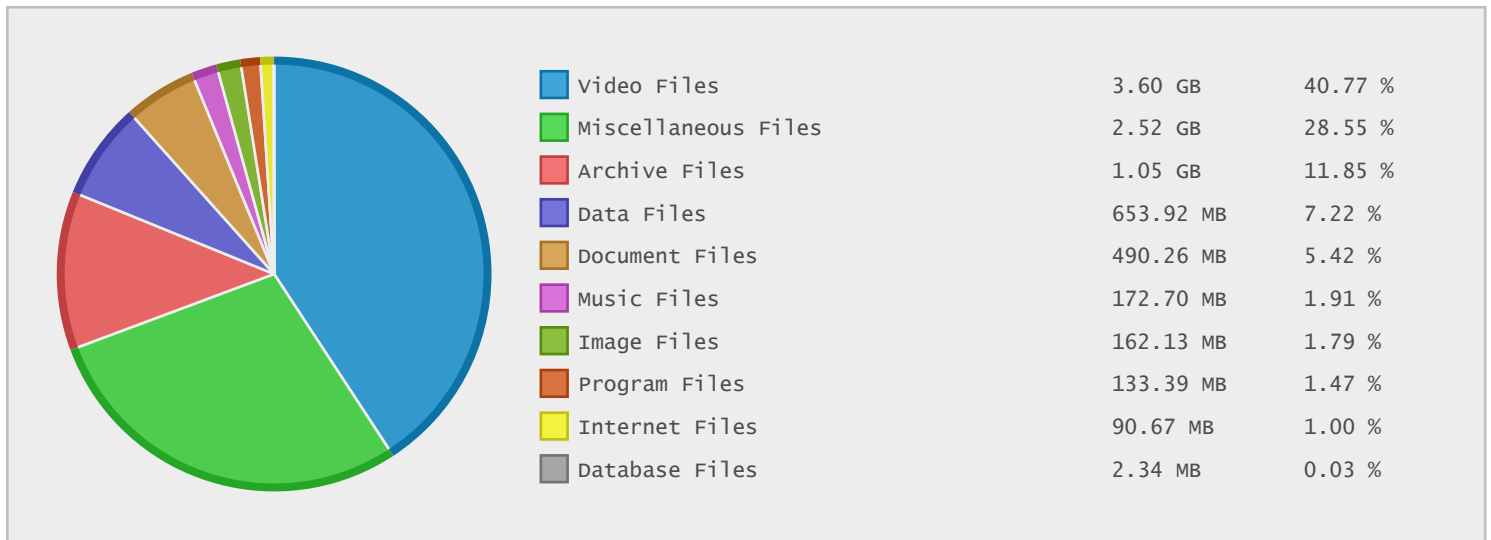 Video Files 3.60 GB 40.77 %
Miscellaneous Files 2.52 GB 28.55 %
Archive Files 1.05 GB 11.85 %
Data Files 653.92 MB 7.22 %
Document Files 490.26 MB 5.42 %
Music Files 172.70 MB 1.91 %
Image Files 162.13 MB 1.79 %
Program Files 133.39 MB 1.47 %
Internet Files 90.67 MB 1.00 %
Database Files 2.34 MB 0.03 %